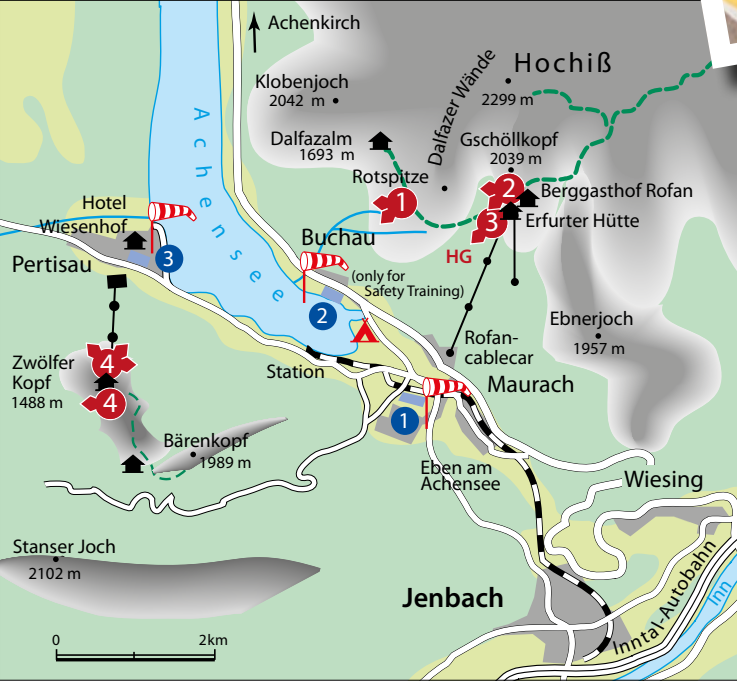 Achenkirch
Hochiß
2299 m
Klobenjoch
2042 m
Dalfazer Wände
Achensee
Dalfazalm
1693 m
Gschöllkopf
2039 m
Rotspitze
1
2
Berggasthof Rofan
3
Erfurter Hütte
HG
Hotel
Wiesenhof
Pertisau
3
Buchau
(only for
Safety Training)
2
Ebnerjoch
1957 m
Rofan-
cablecar
Station
Maurach
Zwölfer
Kopf
1488 m
4
4
1
Bärenkopf
1989 m
Eben am
Achensee
Wiesing
Stanser Joch
2102 m
Jenbach
Inntal-Autobahn
Inn
0 2km